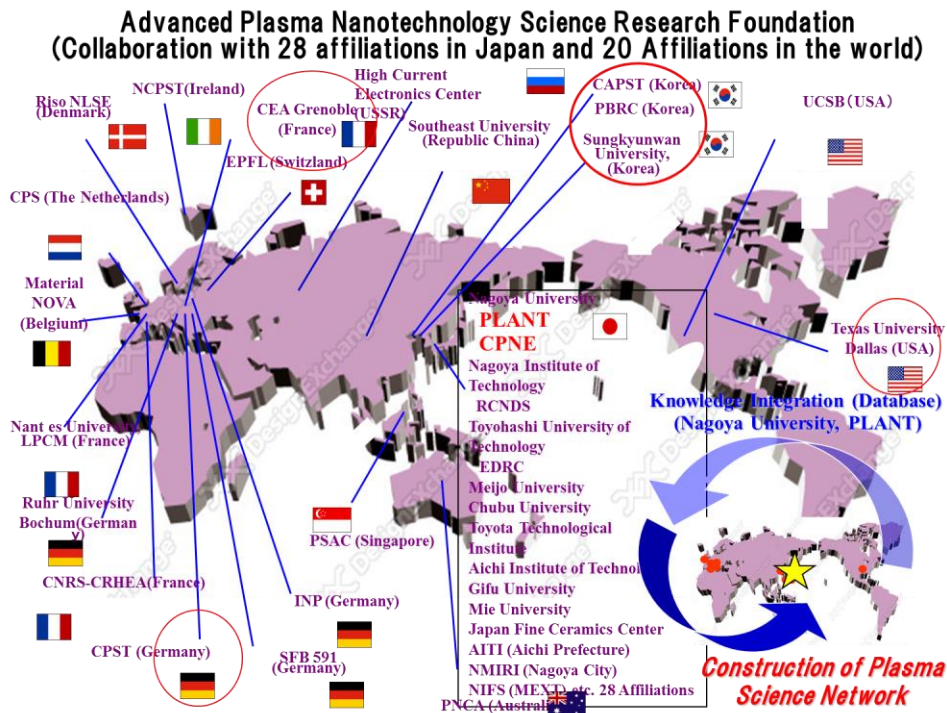 Advanced Plasma Nanotechnology Science Research Foundation
(Collaboration with 28 affiliations in Japan and 20 Affiliations in the world)
Riso NLSE
(Denmark)
NCPST(Ireland)
CEA Grenoble
(France)
High Current
Electronics Center
(USSR)
EPFL (Switzland)
Southeast University
(Republic China)
CAPST (Korea)
PBRC (Korea)
Sungkyunwan
University,
(Korea)
UCSB (USA)
CPS (The Netherlands)
Material
NOVA
(Belgium)
Nagoya University
PLANT
CPNE
Nagoya Institute of
Technology
RCNDS
Toyohashi University of
Technology
EDRC
Meijo University
Chubu University
Toyota Technological
Institute
Aichi Institute of Technol
Gifu University
Mie University
Japan Fine Ceramics Center
AITI (Aichi Prefecture)
NMIRI (Nagoya City)
NIFS (MEXT) etc. 28 Affiliations
Texas University
Dallas (USA)
Knowledge Integration (Database)
(Nagoya University, PLANT)
Nant es University
LPCM (France)
Ruhr University
Bochum(German
y)
CNRS-CRHEA(France)
CPST (Germany)
SFB 591
(Germany)
INP (Germany)
PSAC (Singapore)
PNCA (Australi
Construction of Plasma
Science Network